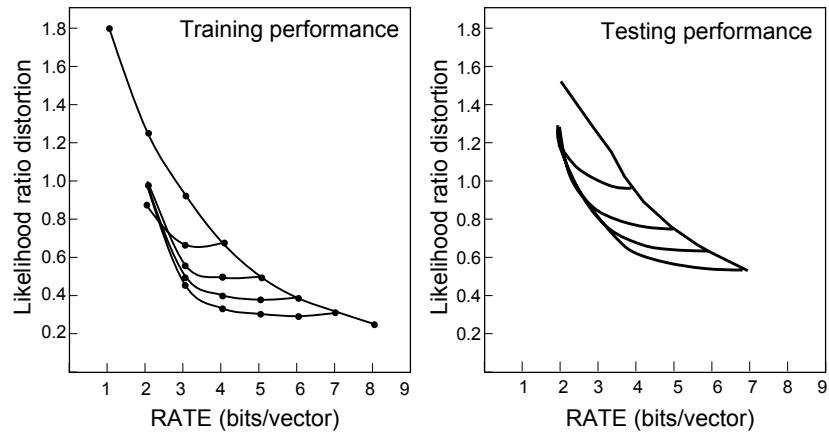 Training performance
Likelihood ratio distortion
1.8
1.6
1.4
1.2
1.0
0.8
0.6
0.4
0.2
1 2 3 4 5 6 7 8 9
RATE (bits/vector)
Testing performance
Likelihood ratio distortion
1.8
1.6
1.4
1.2
1.0
0.8
0.6
0.4
0.2
1 2 3 4 5 6 7 8 9
RATE (bits/vector)